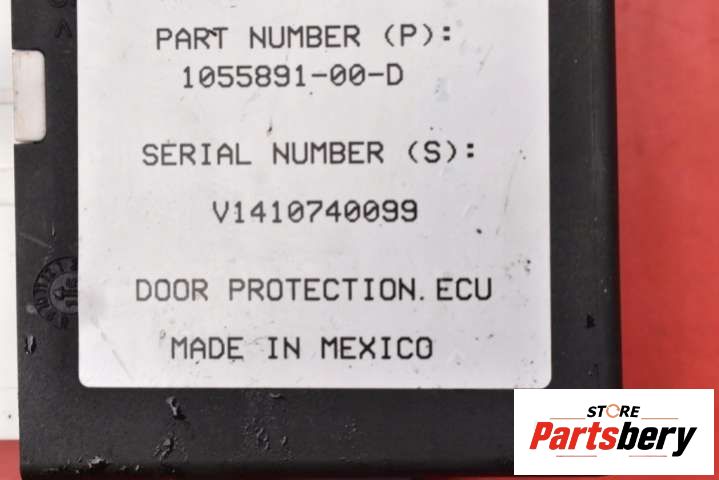 PART NUMBER (P):
1055891-00-D
SERIAL NUMBER (S):
V1410740099
DOOR PROTECTION. ECU
MADE IN MEXICO
STORE
Partsbery